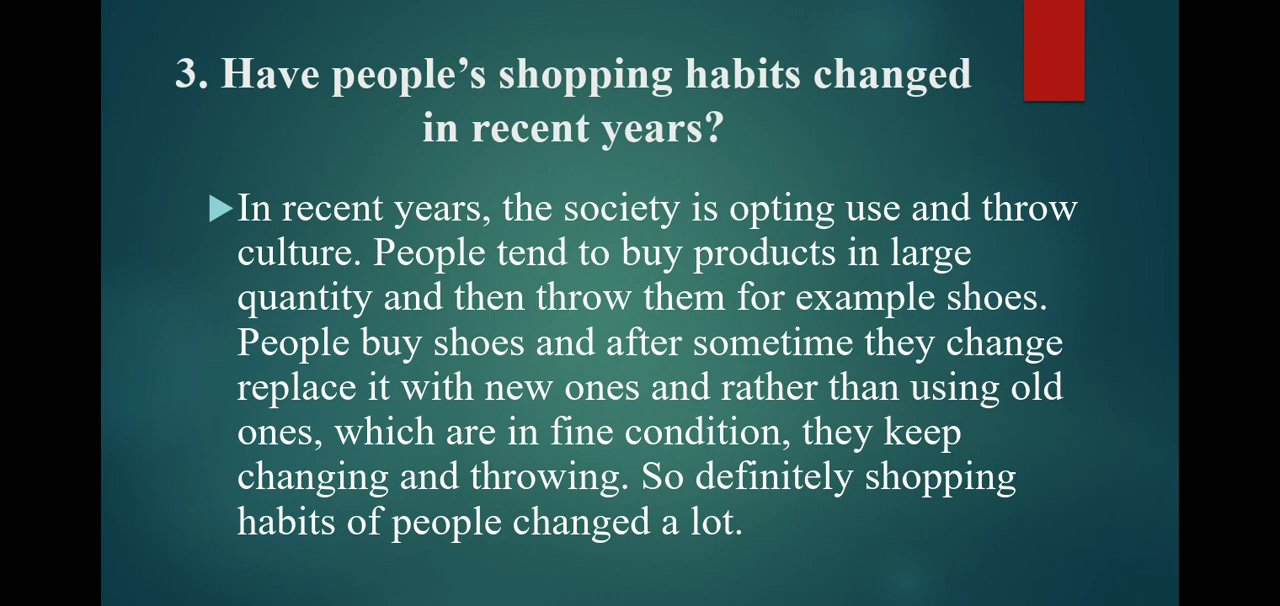 3. Have people’s shopping habits changed
in recent years?
In recent years, the society is opting use and throw
culture. People tend to buy products in large
quantity and then throw them for example shoes.
People buy shoes and after sometime they change
replace it with new ones and rather than using old
ones, which are in fine condition, they keep
changing and throwing. So definitely shopping
habits of people changed a lot.